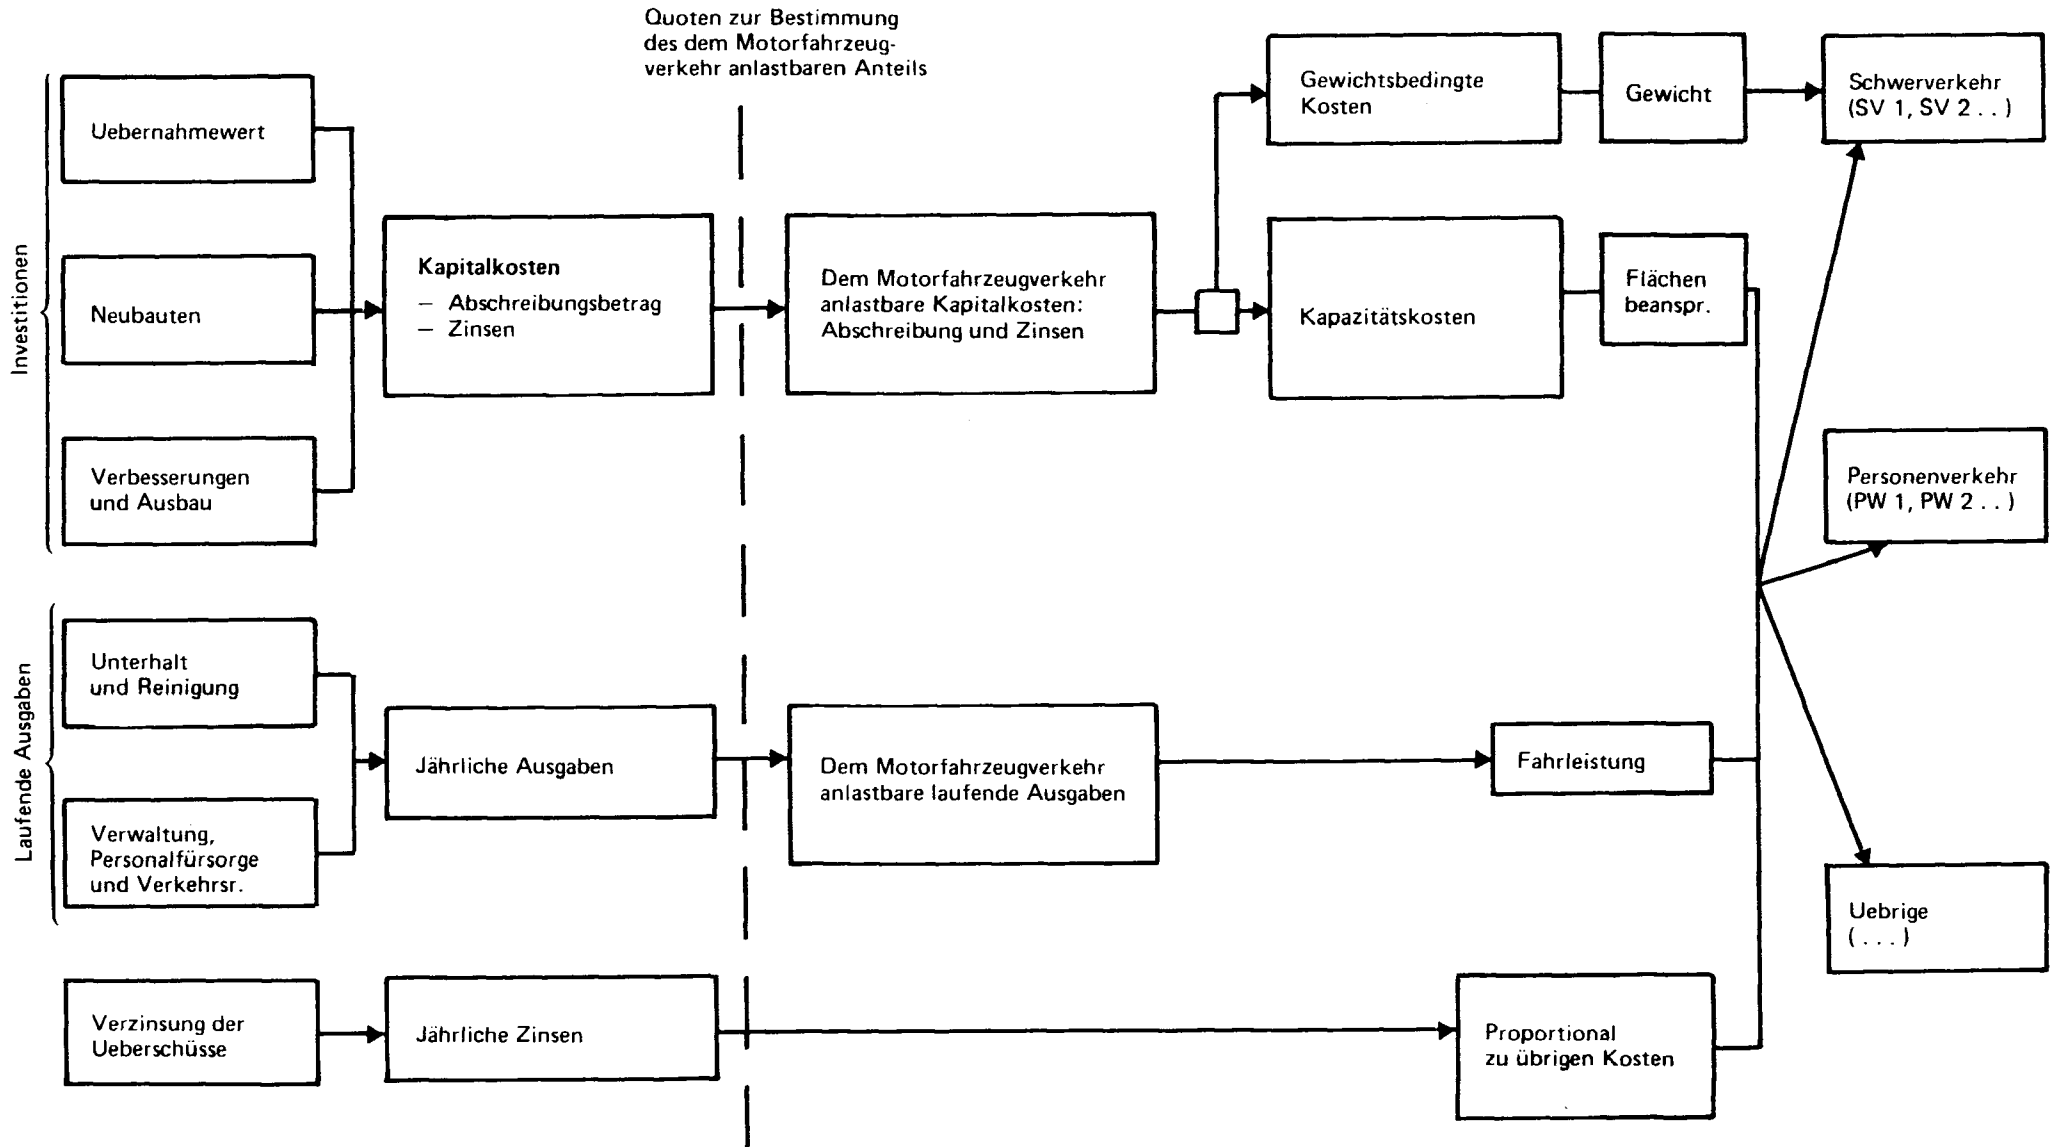 Quoten zur Bestimmung
des dem Motorfahrzeug-
verkehr anlastbaren Anteils
Investitionen
Uebernahmewert
Neubauten
Verbesserungen
und Ausbau
Kapitalkosten
– Abschreibungsbetrag
– Zinsen
Dem Motorfahrzeugverkehr
anlastbare Kapitalkosten:
Abschreibung und Zinsen
Gewichtsbedingte
Kosten
Gewicht
Schwerverkehr
(SV 1, SV 2 . . )
Kapazitätskosten
Flächen
beanspr.
Personenverkehr
(PW 1, PW 2 . . )
Laufende Ausgaben
Unterhalt
und Reinigung
Verwaltung,
Personalfürsorge
und Verkehrsr.
Jährliche Ausgaben
Dem Motorfahrzeugverkehr
anlastbare laufende Ausgaben
Fahrleistung
Uebrige
( . . . )
Verzinsung der
Ueberschüsse
Jährliche Zinsen
Proportional
zu übrigen Kosten